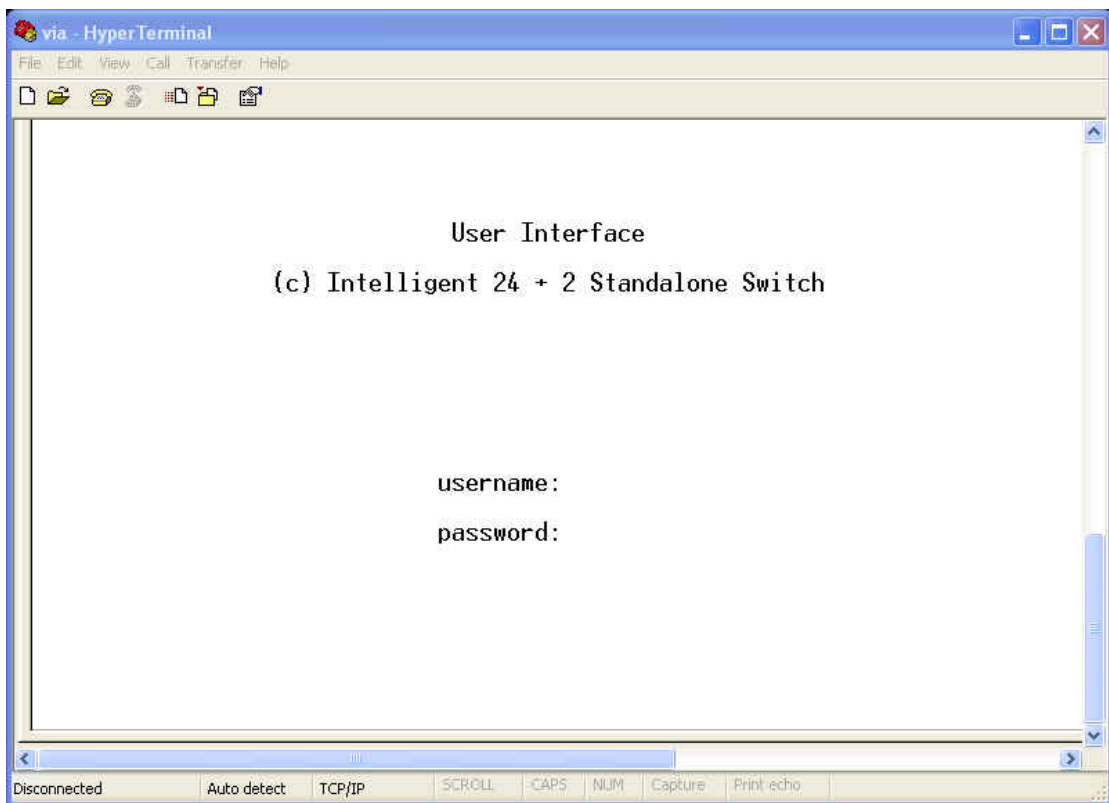 via - HyperTerminal
File Edit View Call Transfer Help
User Interface
(c) Intelligent 24 + 2 Standalone Switch
username:
password:
Disconnected Auto detect TCP/IP SCROLL CAPS NUM Capture Print echo